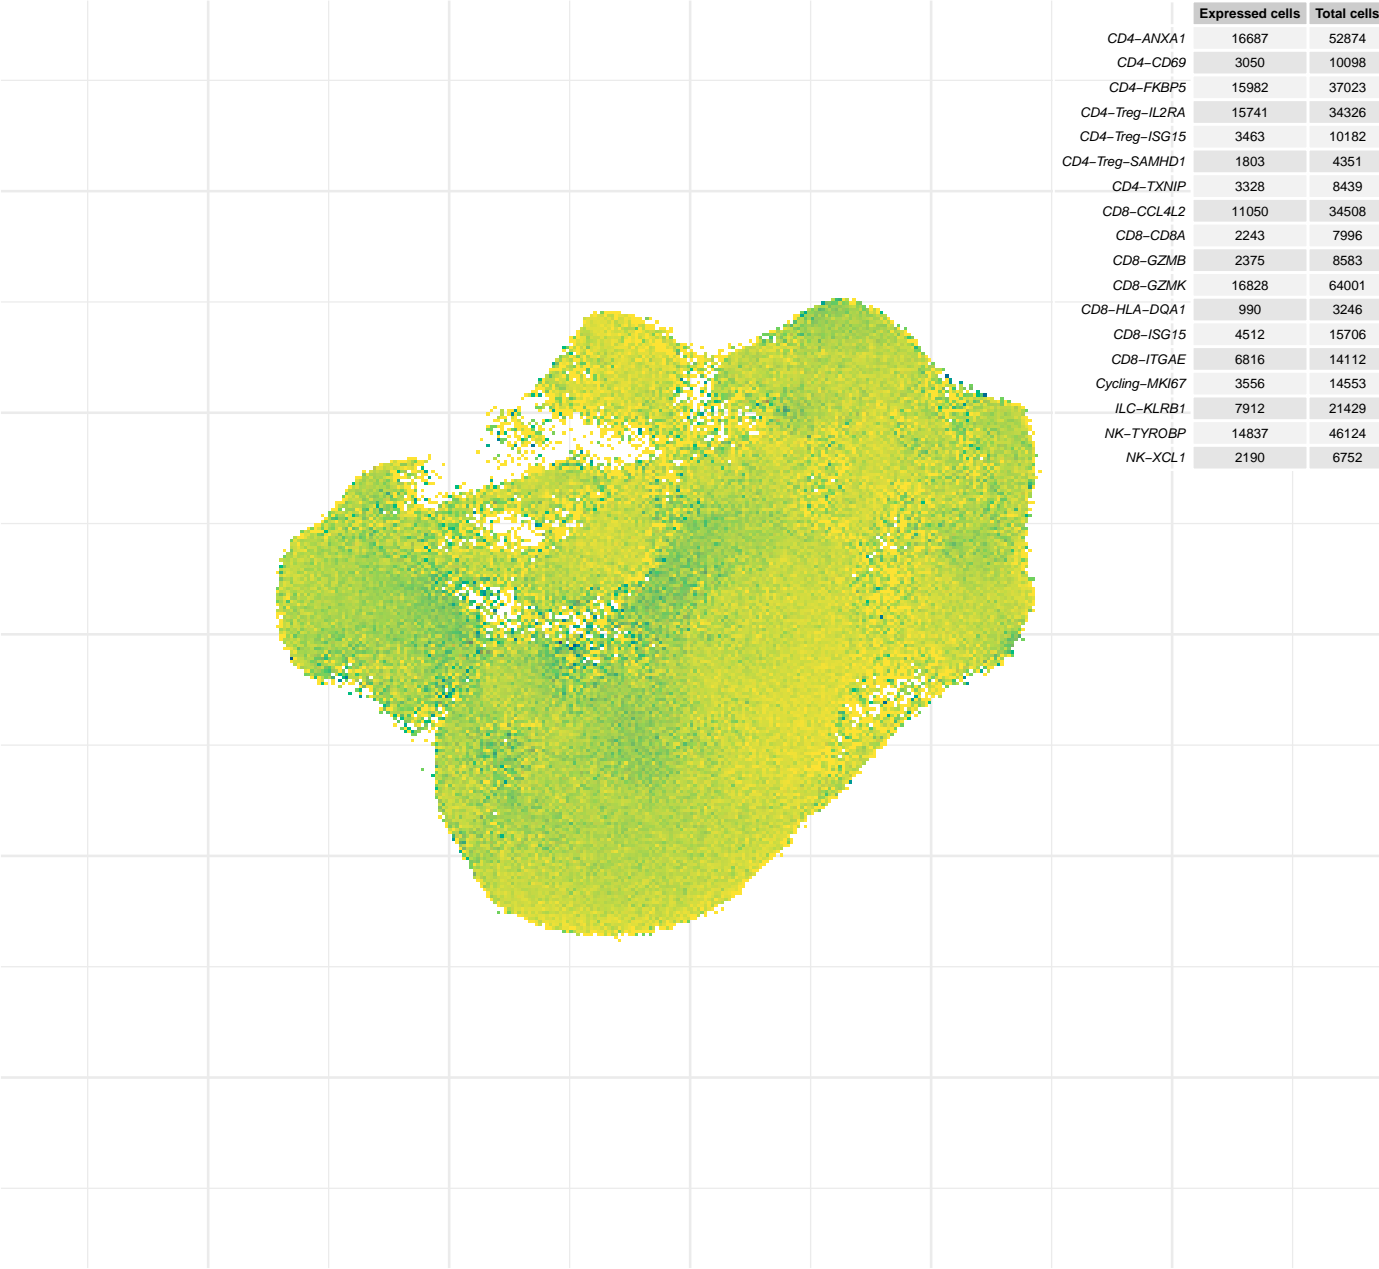 Expressed cells Total cells
CD4−ANXA1 16687 52874
CD4−CD69 3050 10098
CD4−FKBP5 15982 37023
CD4−Treg−IL2RA 15741 34326
CD4−Treg−ISG15 3463 10182
CD4−Treg−SAMHD1 1803 4351
CD4−TXNIP 3328 8439
CD8−CCL4L2 11050 34508
CD8−CD8A 2243 7996
CD8−GZMB 2375 8583
CD8−GZMK 16828 64001
CD8−HLA−DQA1 990 3246
CD8−ISG15 4512 15706
CD8−ITGAE 6816 14112
Cycling−MKI67 3556 14553
ILC−KLRB1 7912 21429
NK−TYROBP 14837 46124
NK−XCL1 2190 6752